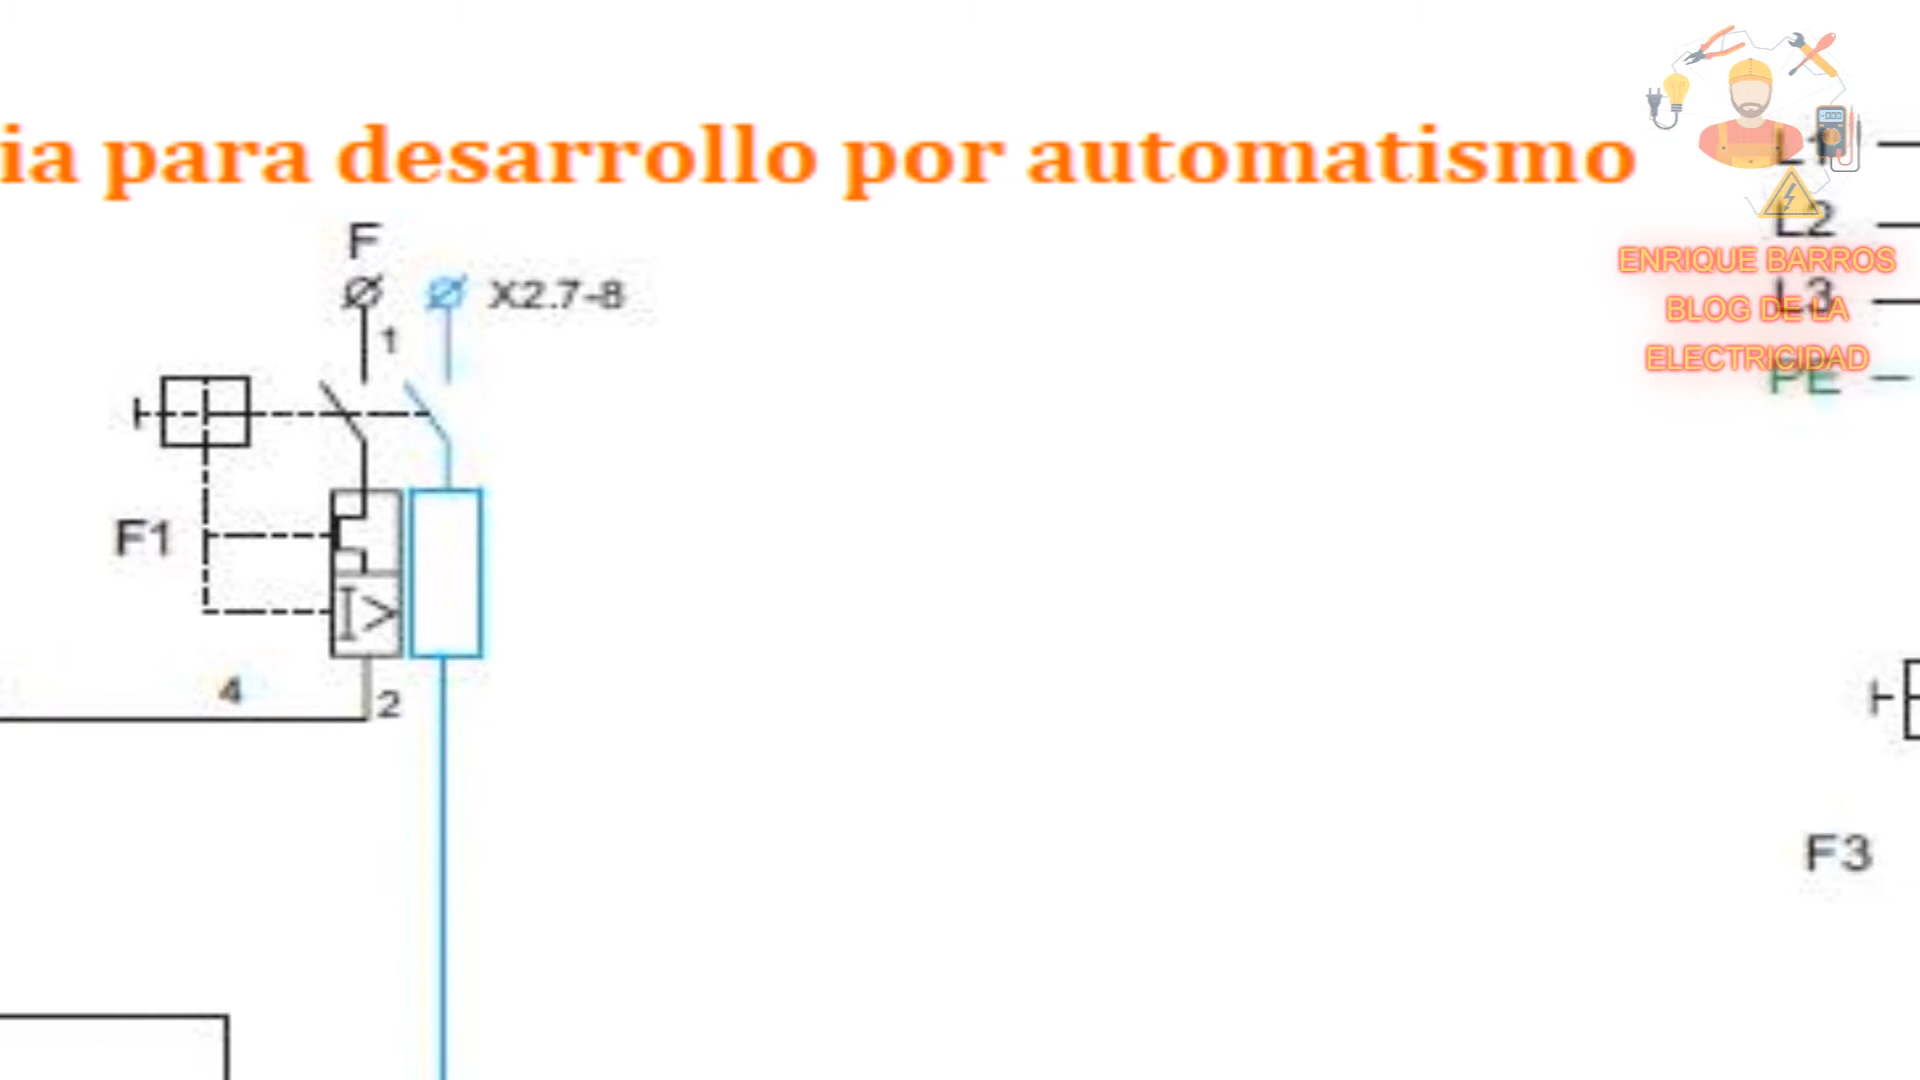 ia para desarrollo por automatismo
F
X2.7-8
1
F1
I>
4
2
L1
L2
L3
PE
F3
ENRIQUE BARROS
BLOG DE LA
ELECTRICIDAD